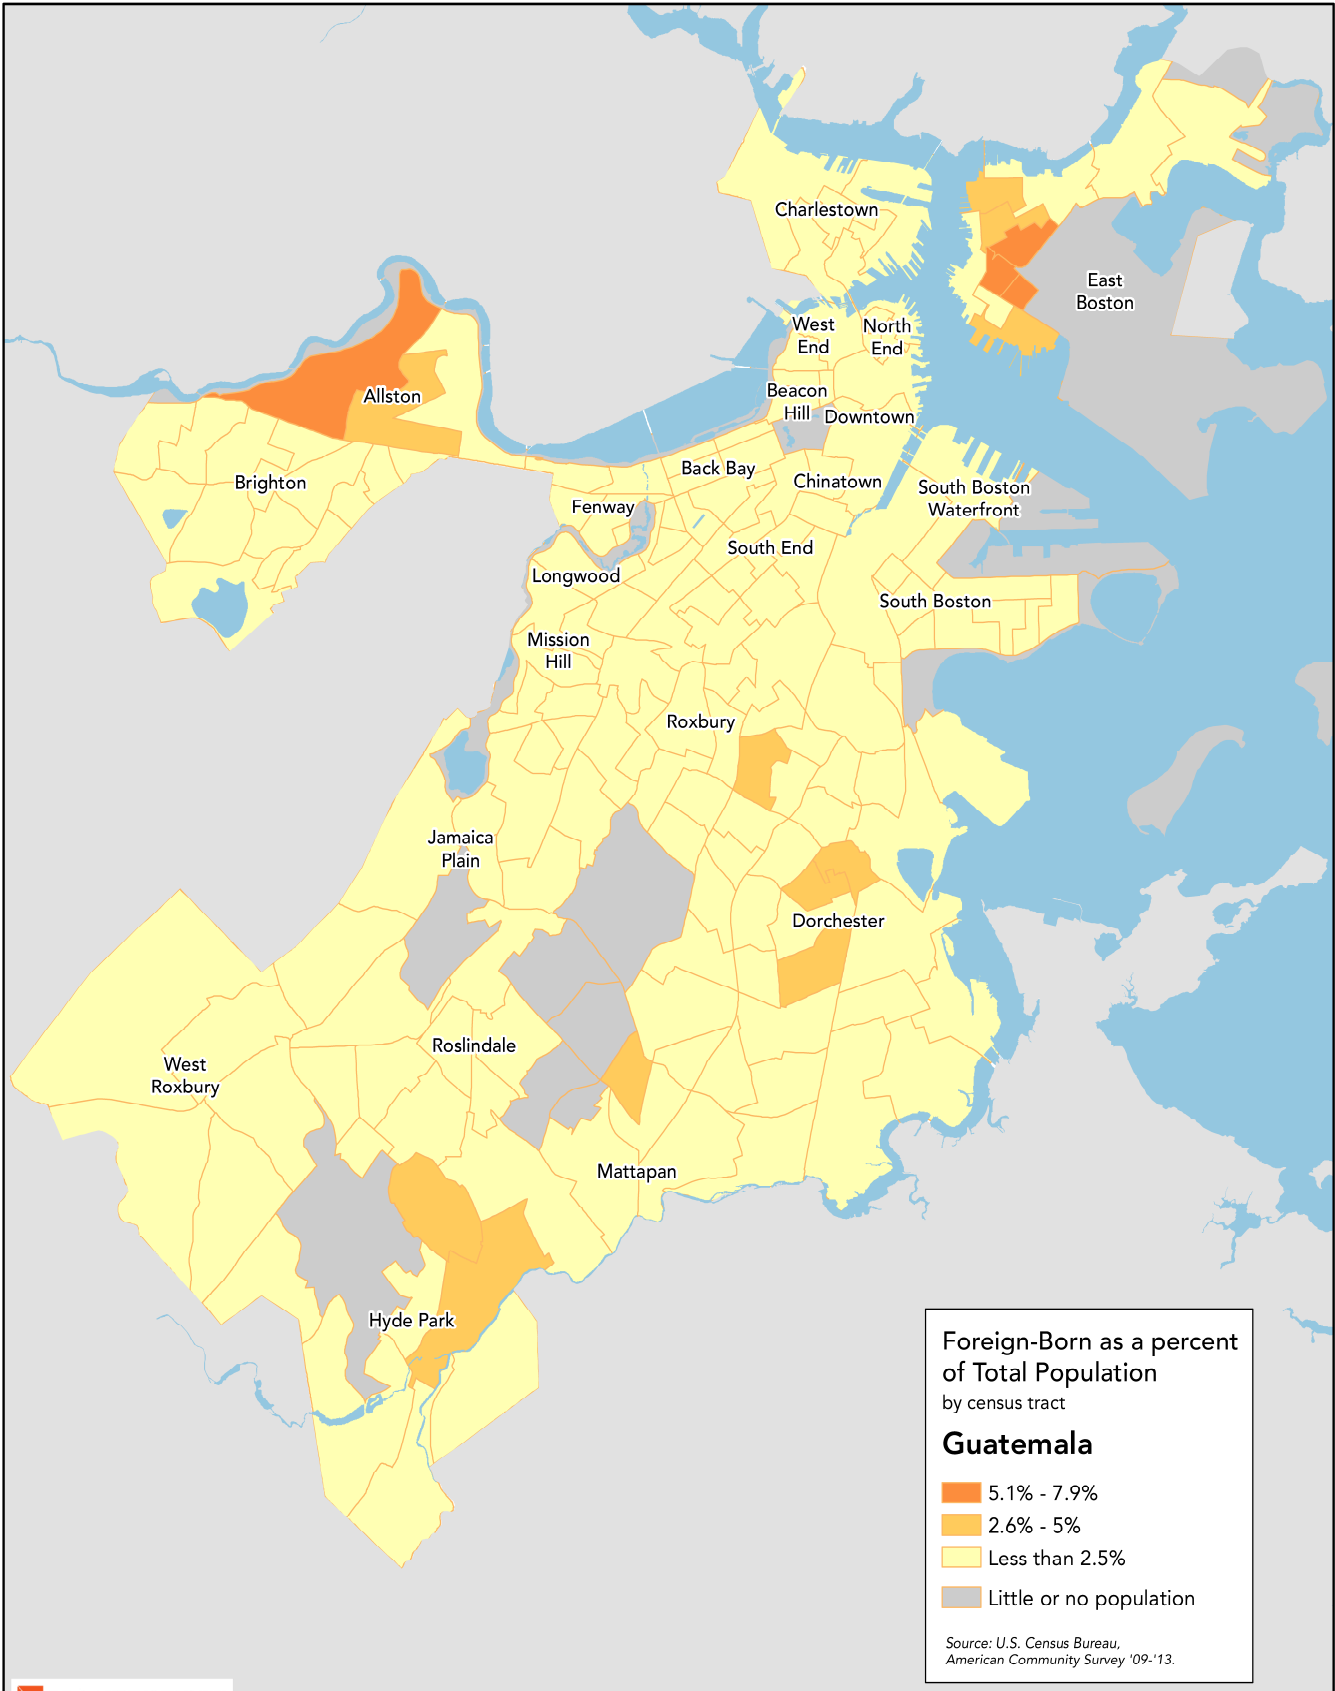 Charlestown
East
Boston
West
End
North
End
Allston
Beacon
Hill
Downtown
Back Bay
Brighton
Chinatown
South Boston
Waterfront
Fenway
South End
Longwood
South Boston
Mission
Hill
Roxbury
Jamaica
Plain
Dorchester
Roslindale
West
Roxbury
Mattapan
Hyde Park
Foreign-Born as a percent
of Total Population
by census tract
Guatemala
5.1% - 7.9%
2.6% - 5%
Less than 2.5%
Little or no population
Source: U.S. Census Bureau,
American Community Survey '09-'13.